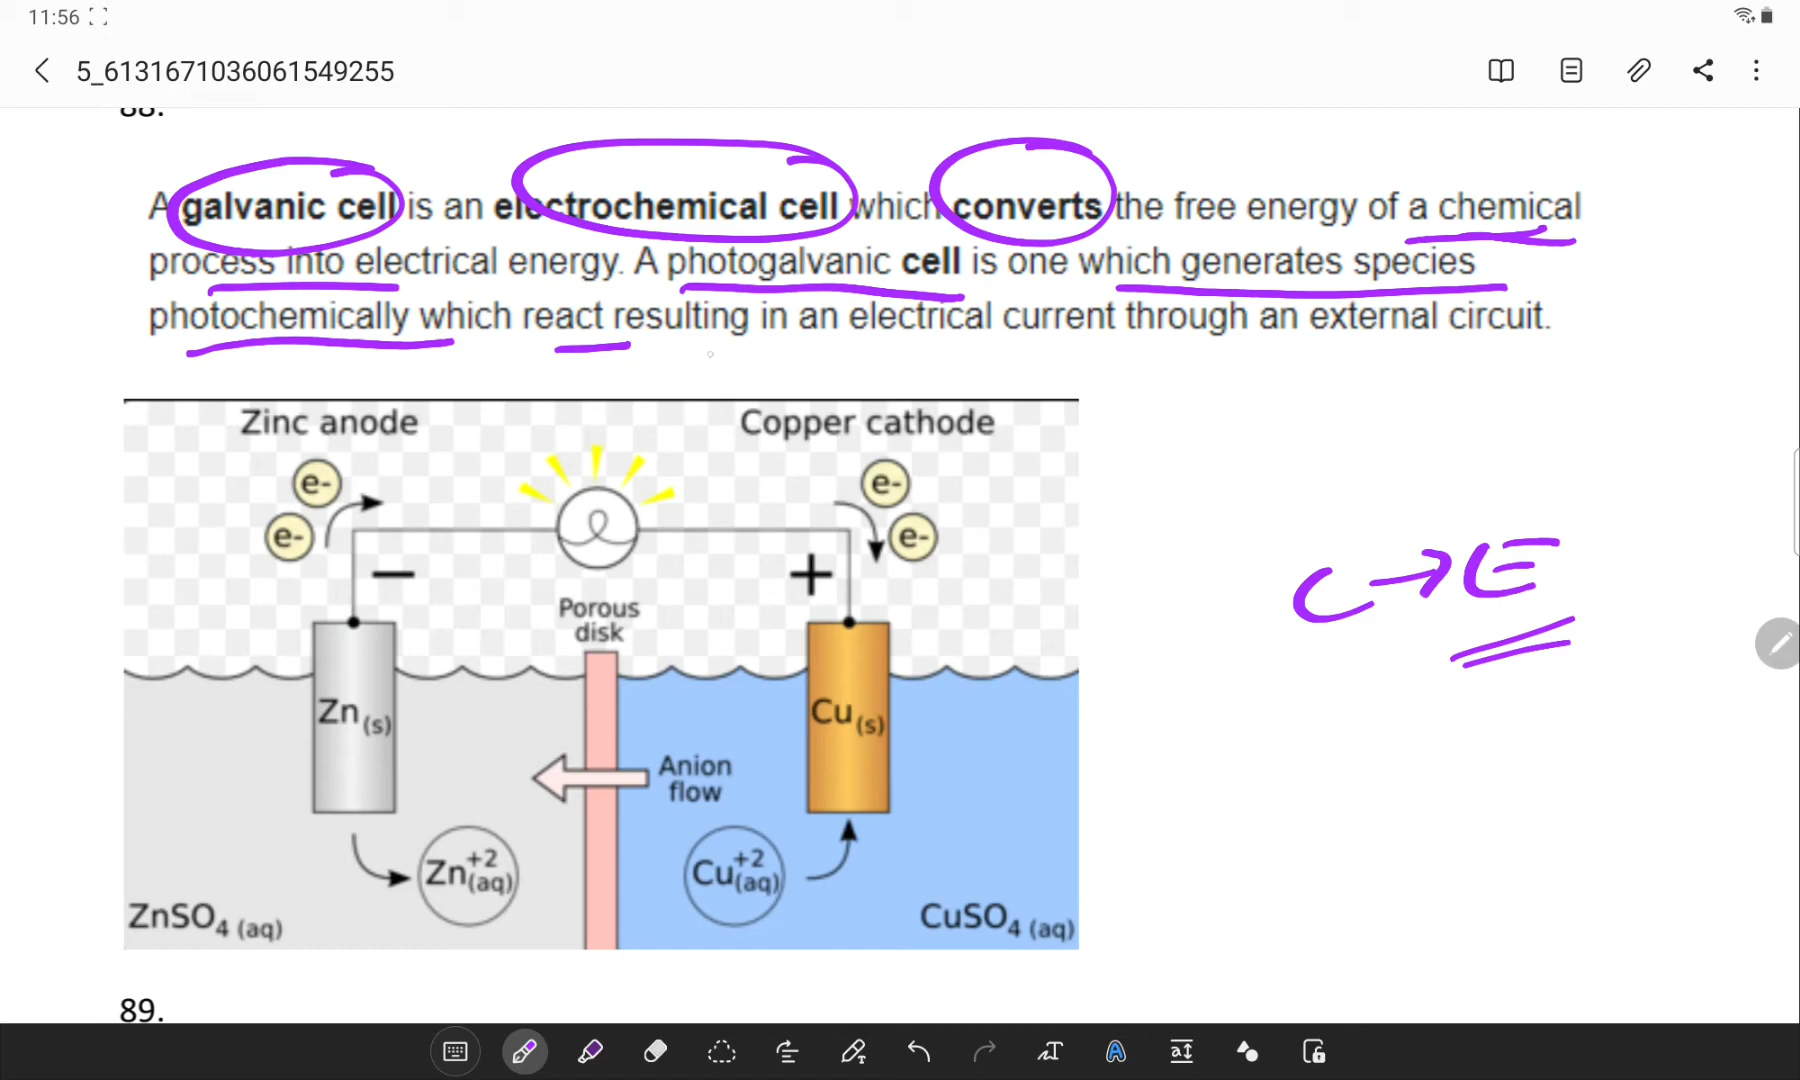 11:56
5_6131671036061549255
88.
A galvanic cell is an electrochemical cell which converts the free energy of a chemical
process into electrical energy. A photogalvanic cell is one which generates species
photochemically which react resulting in an electrical current through an external circuit.
Zinc anode
Copper cathode
e-
e-
e-
e-
−
+
Porous
disk
C → E
Zn (s)
Cu (s)
Anion
flow
Zn+2 (aq)
Cu+2 (aq)
ZnSO4 (aq)
CuSO4 (aq)
89.